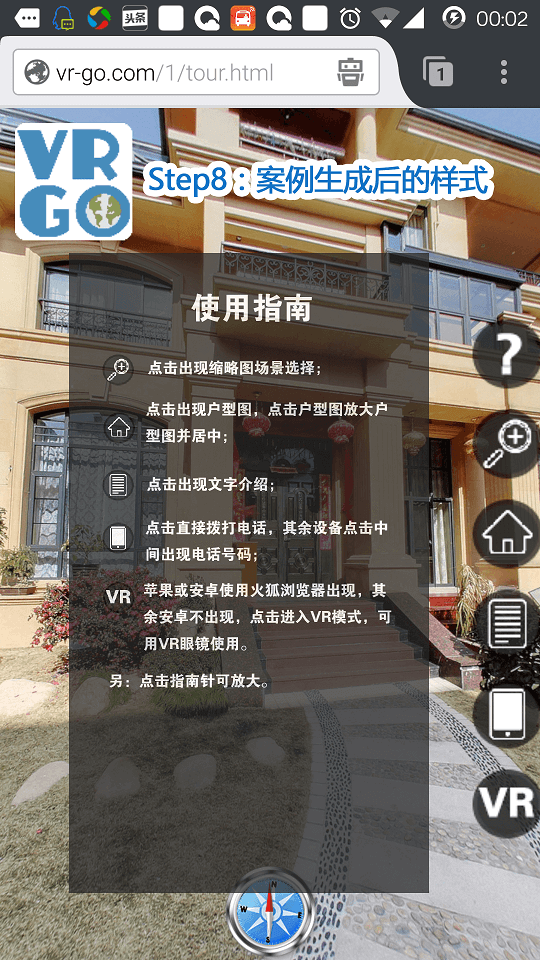 头条
00:02
vr-go.com/1/tour.html
1
VR
GO
Step8：案例生成后的样式
使用指南
点击出现缩略图场景选择；
点击出现户型图，点击户型图放大户
型图并居中；
点击出现文字介绍；
点击直接拨打电话，其余设备点击中
间出现电话号码；
VR 苹果或安卓使用火狐浏览器出现，其
余安卓不出现，点击进入VR模式，可
用VR眼镜使用。
另：点击指南针可放大。
?
VR
N
W E
S